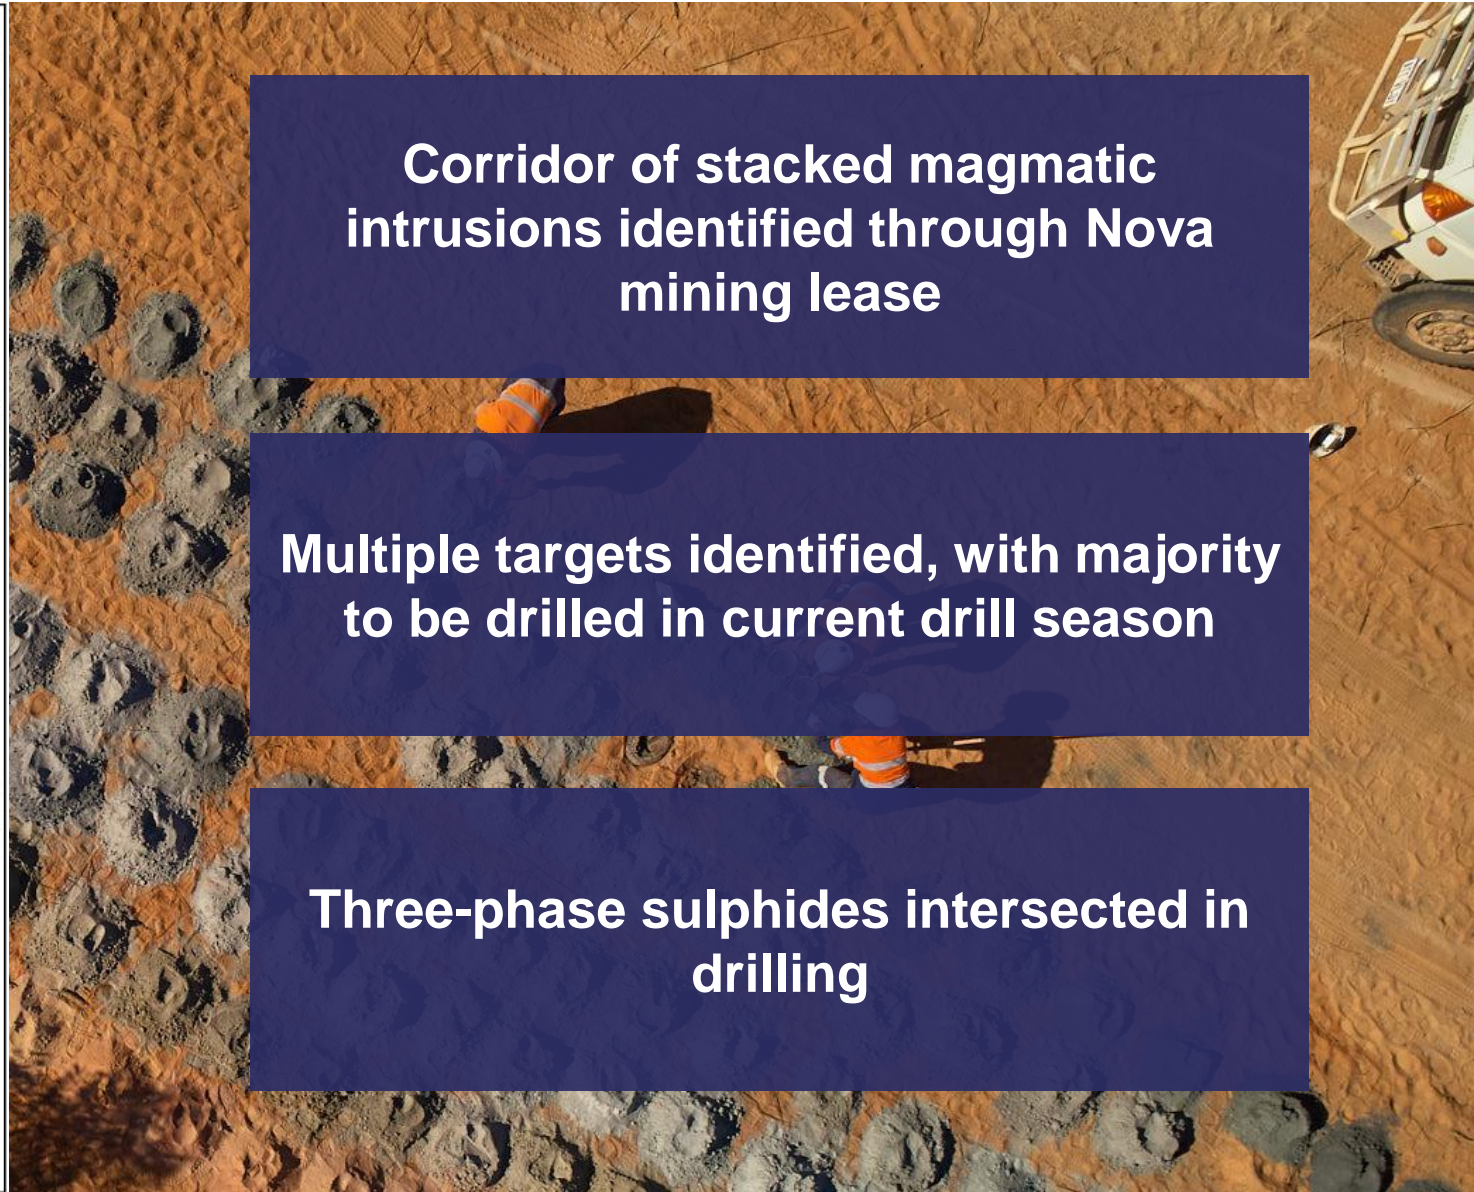 Corridor of stacked magmatic
intrusions identified through Nova
mining lease
Multiple targets identified, with majority
to be drilled in current drill season
Three-phase sulphides intersected in
drilling